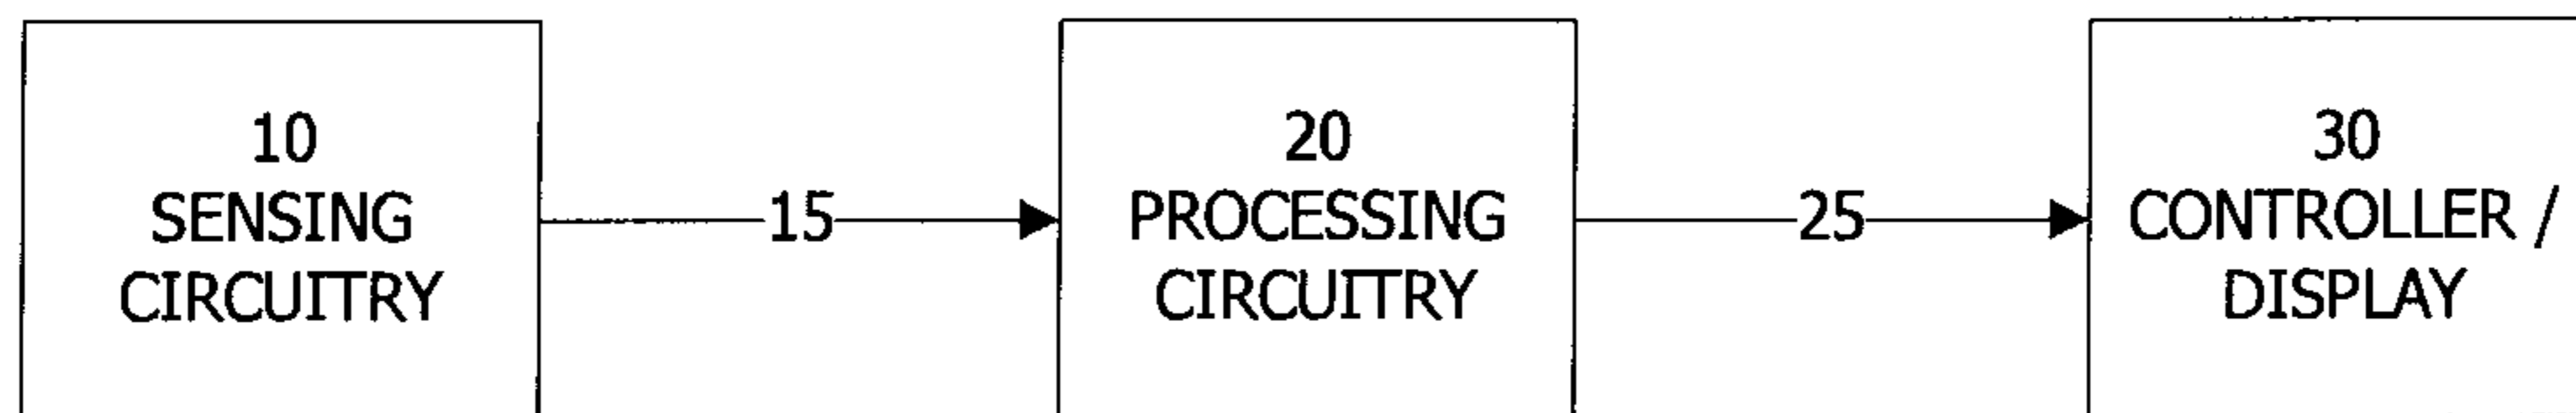 10
SENSING
CIRCUITRY
15
20
PROCESSING
CIRCUITRY
25
30
CONTROLLER /
DISPLAY